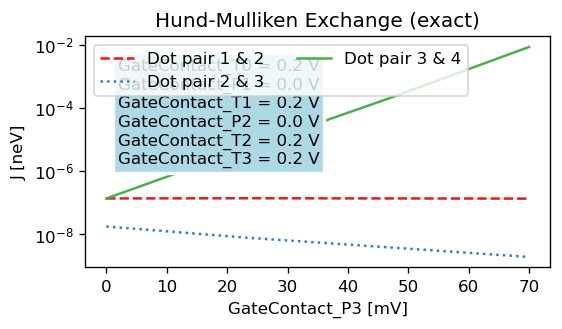 Hund-Mulliken Exchange (exact)
Dot pair 1 & 2
Dot pair 3 & 4
Dot pair 2 & 3
GateContact_T0 = 0.2 V
GateContact_P1 = 0.0 V
GateContact_T1 = 0.2 V
GateContact_P2 = 0.0 V
GateContact_T2 = 0.2 V
GateContact_T3 = 0.2 V
J [neV]
10⁻²
10⁻⁴
10⁻⁶
10⁻⁸
0 10 20 30 40 50 60 70
GateContact_P3 [mV]